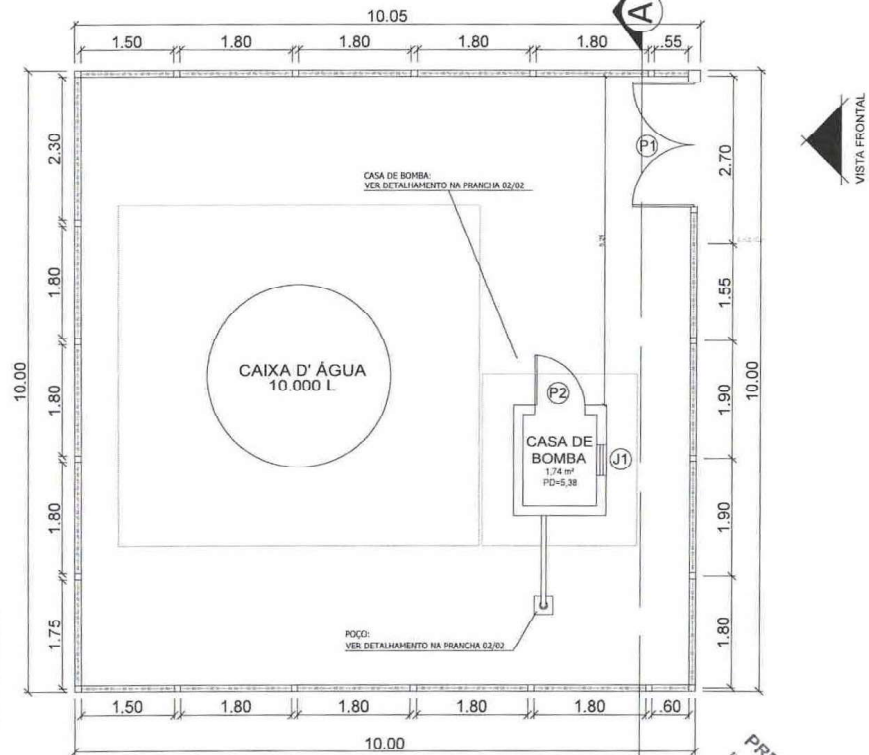 10.05
1.50 1.80 1.80 1.80 1.80 .55
A
10.00
2.30
1.80
1.80
1.80
1.75
P1
2.70
1.55
1.90
1.90
1.80
10.00
VISTA FRONTAL
CASA DE BOMBA:
VER DETALHAMENTO NA PRANCHA 02/02
CAIXA D' ÁGUA
10.000 L
P2
CASA DE
BOMBA
1,74 m²
PD=5,38
J1
POÇO:
VER DETALHAMENTO NA PRANCHA 02/02
1.50 1.80 1.80 1.80 1.80 .60
10.00